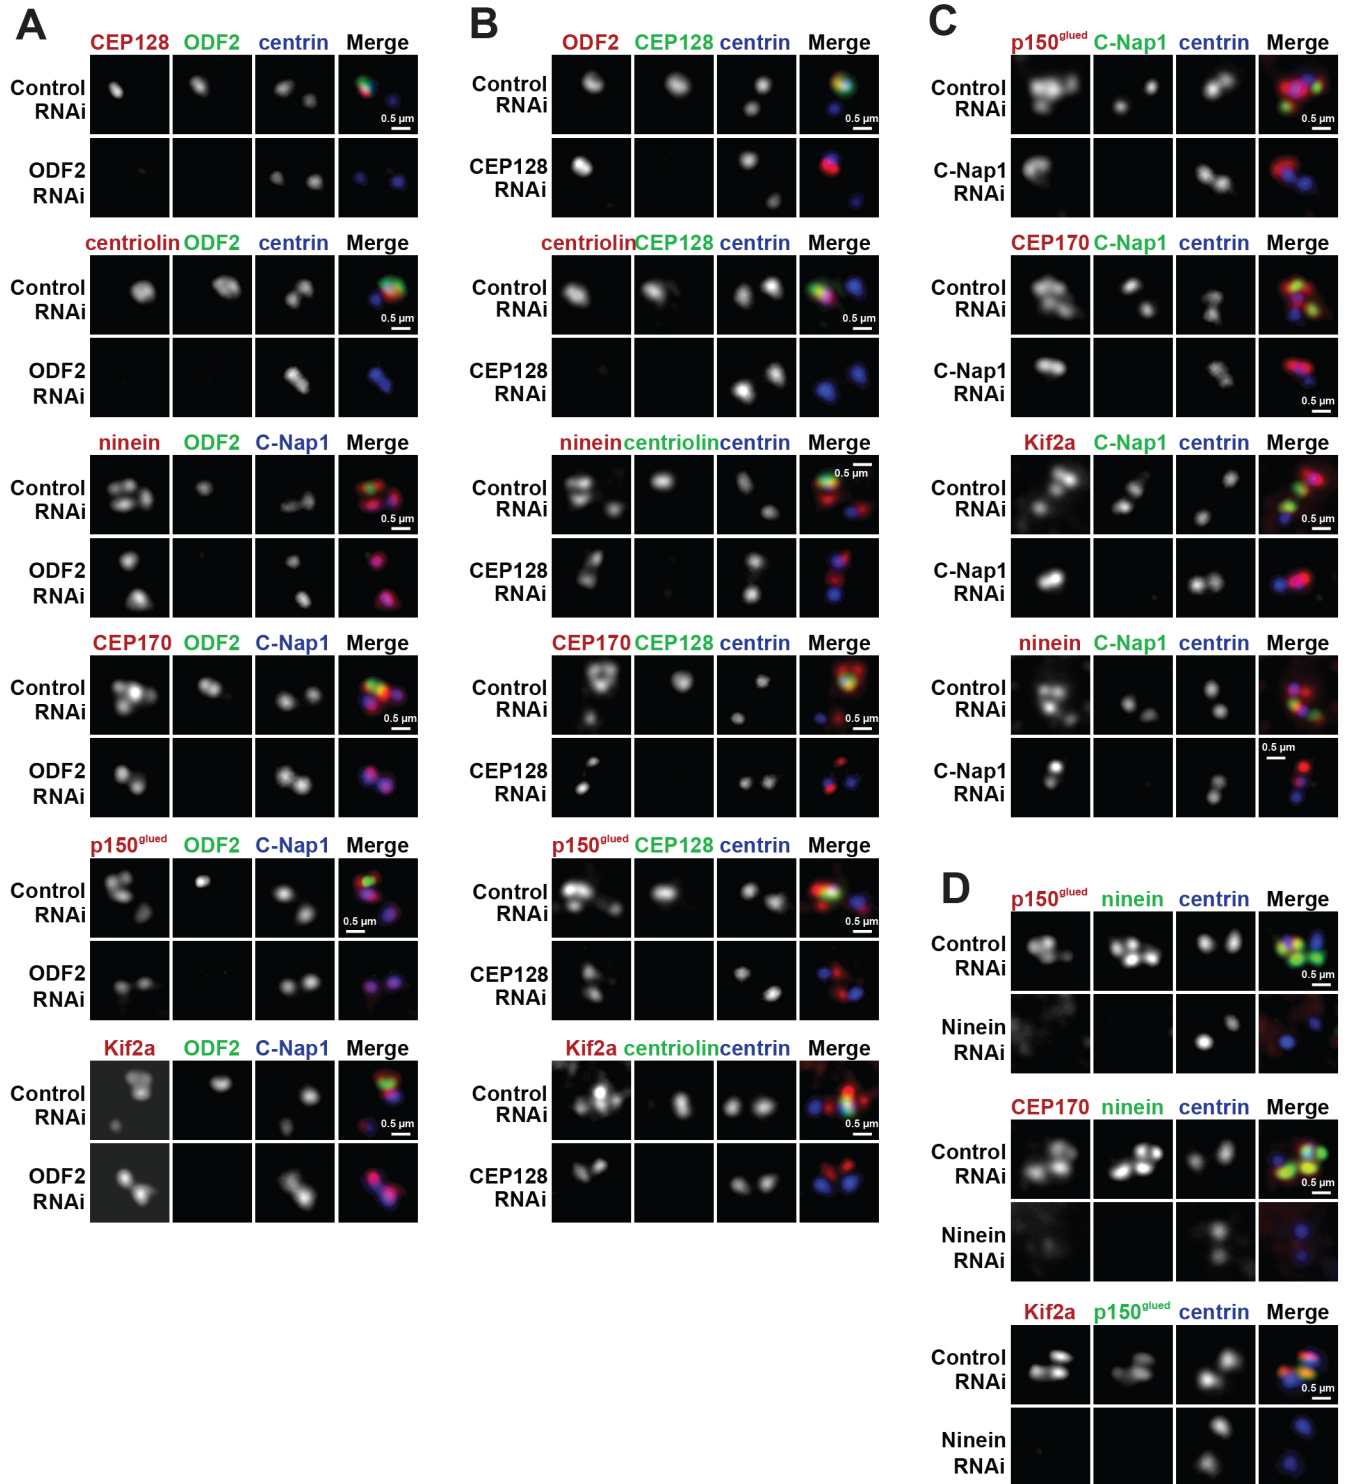 A
CEP128 ODF2 centrin Merge
Control
RNAi
0.5 µm
ODF2
RNAi
centriolin ODF2 centrin Merge
Control
RNAi
0.5 µm
ODF2
RNAi
ninein ODF2 C-Nap1 Merge
Control
RNAi
0.5 µm
ODF2
RNAi
CEP170 ODF2 C-Nap1 Merge
Control
RNAi
0.5 µm
ODF2
RNAi
p150glued ODF2 C-Nap1 Merge
Control
RNAi
0.5 µm
ODF2
RNAi
Kif2a ODF2 C-Nap1 Merge
Control
RNAi
0.5 µm
ODF2
RNAi
B
ODF2 CEP128 centrin Merge
Control
RNAi
0.5 µm
CEP128
RNAi
centriolin CEP128 centrin Merge
Control
RNAi
0.5 µm
CEP128
RNAi
ninein centriolin centrin Merge
0.5 µm
Control
RNAi
CEP128
RNAi
CEP170 CEP128 centrin Merge
Control
RNAi
0.5 µm
CEP128
RNAi
p150glued CEP128 centrin Merge
Control
RNAi
0.5 µm
CEP128
RNAi
Kif2a centriolin centrin Merge
Control
RNAi
0.5 µm
CEP128
RNAi
C
p150glued C-Nap1 centrin Merge
Control
RNAi
0.5 µm
C-Nap1
RNAi
CEP170 C-Nap1 centrin Merge
Control
RNAi
C-Nap1
RNAi
0.5 µm
Kif2a C-Nap1 centrin Merge
Control
RNAi
0.5 µm
C-Nap1
RNAi
ninein C-Nap1 centrin Merge
Control
RNAi
0.5 µm
C-Nap1
RNAi
D
p150glued ninein centrin Merge
Control
RNAi
0.5 µm
Ninein
RNAi
CEP170 ninein centrin Merge
Control
RNAi
0.5 µm
Ninein
RNAi
Kif2a p150glued centrin Merge
Control
RNAi
0.5 µm
Ninein
RNAi